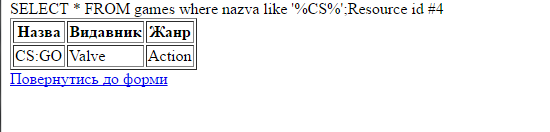 SELECT * FROM games where nazva like '%CS%';Resource id #4
Назва Видавник Жанр
CS:GO Valve Action
Повернутись до форми